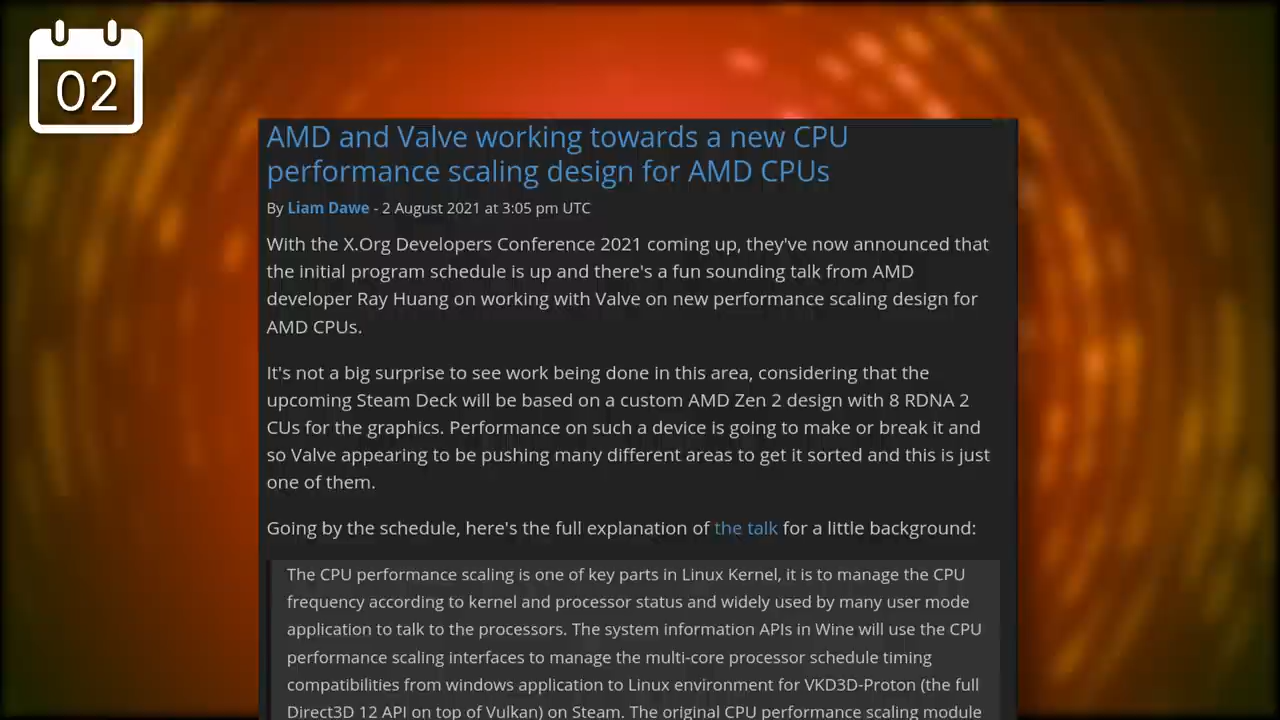 02
AMD and Valve working towards a new CPU
performance scaling design for AMD CPUs
By Liam Dawe - 2 August 2021 at 3:05 pm UTC
With the X.Org Developers Conference 2021 coming up, they've now announced that
the initial program schedule is up and there's a fun sounding talk from AMD
developer Ray Huang on working with Valve on new performance scaling design for
AMD CPUs.
It's not a big surprise to see work being done in this area, considering that the
upcoming Steam Deck will be based on a custom AMD Zen 2 design with 8 RDNA 2
CUs for the graphics. Performance on such a device is going to make or break it and
so Valve appearing to be pushing many different areas to get it sorted and this is just
one of them.
Going by the schedule, here's the full explanation of the talk for a little background:
The CPU performance scaling is one of key parts in Linux Kernel, it is to manage the CPU
frequency according to kernel and processor status and widely used by many user mode
application to talk to the processors. The system information APIs in Wine will use the CPU
performance scaling interfaces to manage the multi-core processor schedule timing
compatibilities from windows application to Linux environment for VKD3D-Proton (the full
Direct3D 12 API on top of Vulkan) on Steam. The original CPU performance scaling module